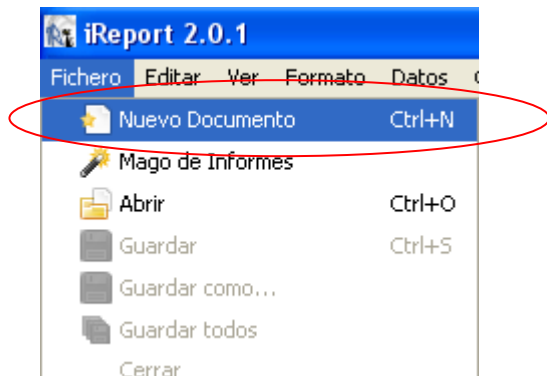 iReport 2.0.1
Fichero Editar Ver Formato Datos
Nuevo Documento Ctrl+N
Mago de Informes
Abrir Ctrl+O
Guardar Ctrl+S
Guardar como...
Guardar todos
Cerrar